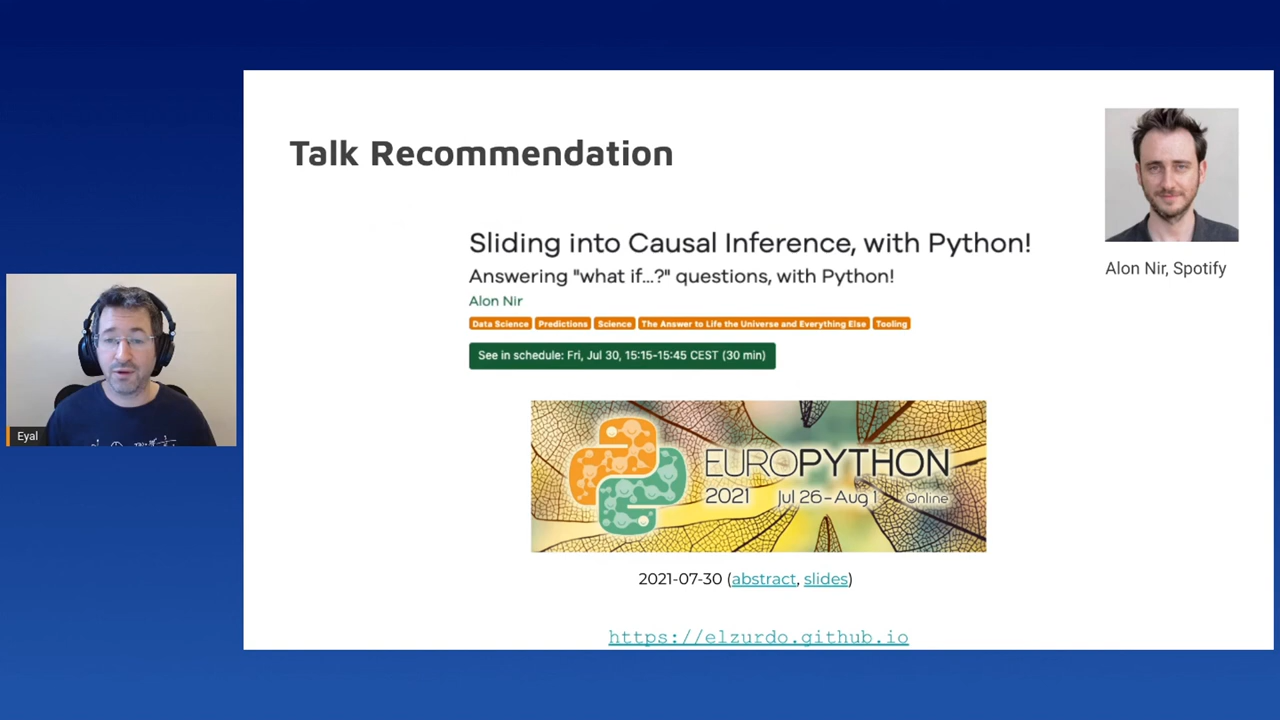 Talk Recommendation
Sliding into Causal Inference, with Python!
Answering "what if...?" questions, with Python!
Alon Nir
Data Science Predictions Science The Answer to Life the Universe and Everything Else Tooling
See in schedule: Fri, Jul 30, 15:15-15:45 CEST (30 min)
Alon Nir, Spotify
EUROPYTHON
2021 Jul 26-Aug 1 Online
2021-07-30 (abstract, slides)
https://elzurdo.github.io
Eyal